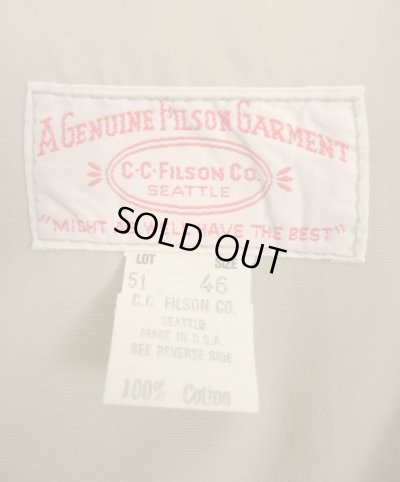 A GENUINE FILSON GARMENT
C·C·FILSON CO.
SEATTLE
"MIGHT WELL HAVE THE BEST"
SOLD OUT
LOT SIZE
51 46
C.C. FILSON CO.
SEATTLE
MADE IN U.S.A.
SEE REVERSE SIDE
100% Cotton